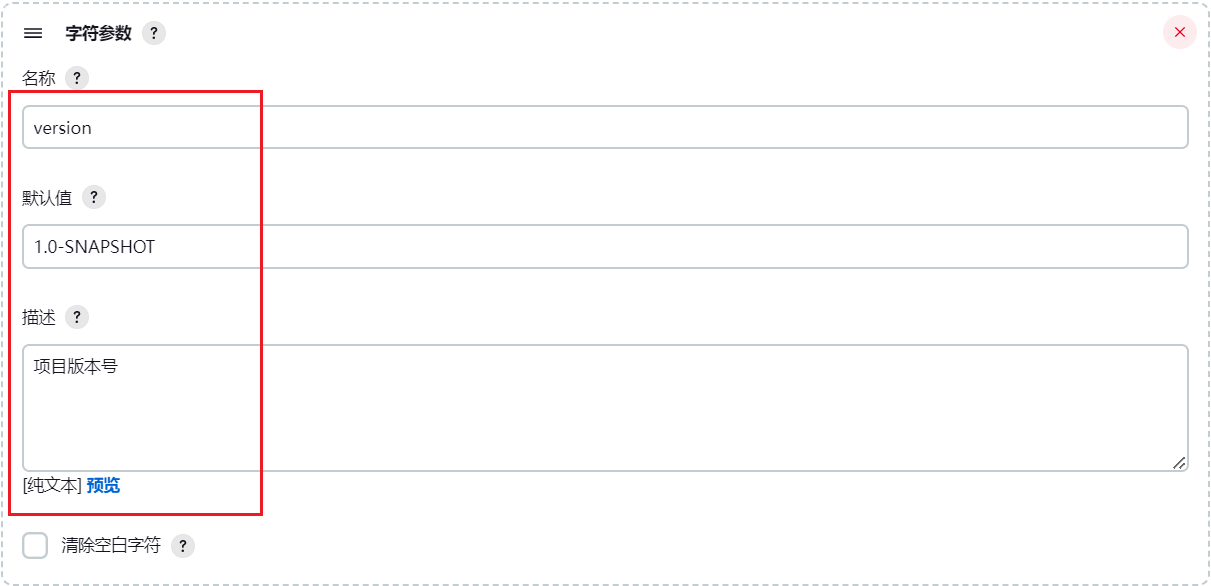 字符参数 ?
名称 ?
version
默认值 ?
1.0-SNAPSHOT
描述 ?
项目版本号
[纯文本] 预览
清除空白字符 ?